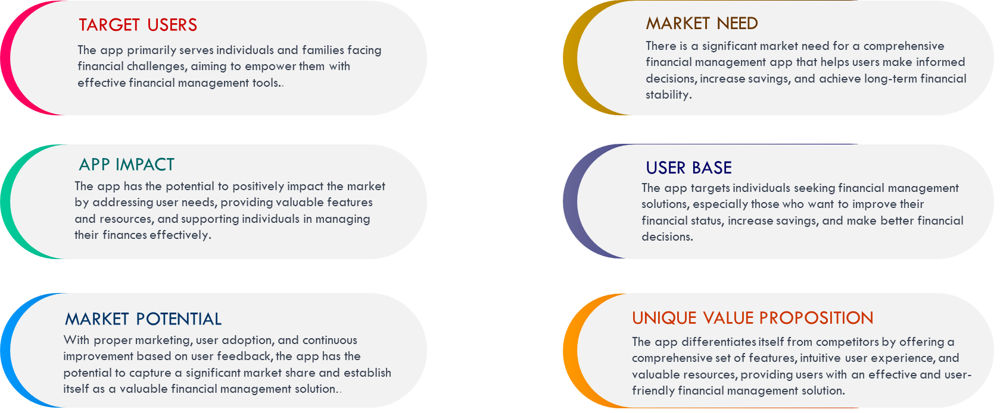 TARGET USERS
The app primarily serves individuals and families facing
financial challenges, aiming to empower them with
effective financial management tools..
MARKET NEED
There is a significant market need for a comprehensive
financial management app that helps users make informed
decisions, increase savings, and achieve long-term financial
stability.
APP IMPACT
The app has the potential to positively impact the market
by addressing user needs, providing valuable features
and resources, and supporting individuals in managing
their finances effectively.
USER BASE
The app targets individuals seeking financial management
solutions, especially those who want to improve their
financial status, increase savings, and make better financial
decisions.
MARKET POTENTIAL
With proper marketing, user adoption, and continuous
improvement based on user feedback, the app has the
potential to capture a significant market share and establish
itself as a valuable financial management solution..
UNIQUE VALUE PROPOSITION
The app differentiates itself from competitors by offering a
comprehensive set of features, intuitive user experience, and
valuable resources, providing users with an effective and user-
friendly financial management solution.